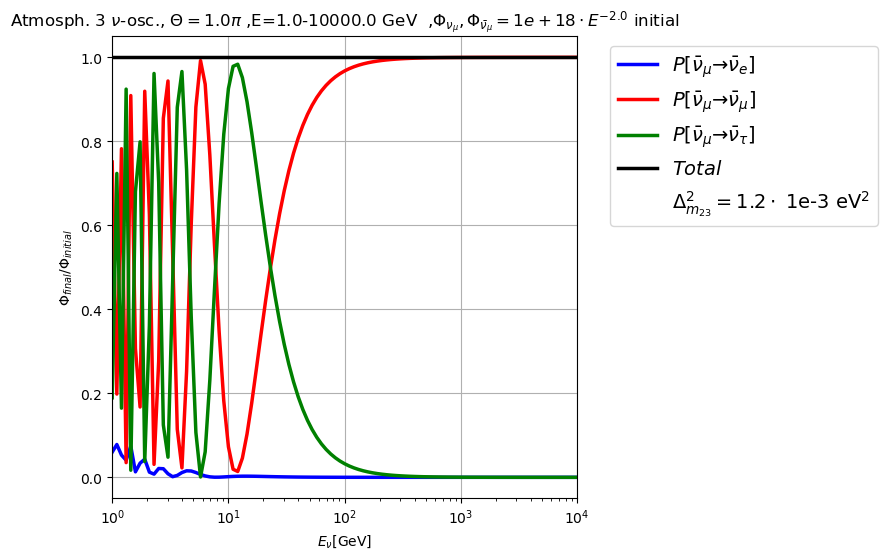 Atmosph. 3 ν-osc., Θ = 1.0π ,E=1.0-10000.0 GeV ,Φ_{ν_μ}, Φ_{ν̄_μ} = 1e + 18 · E^{−2.0} initial
P[ν̄_μ→ν̄_e]
P[ν̄_μ→ν̄_μ]
P[ν̄_μ→ν̄_τ]
Total
Δ^2_{m_{23}} = 1.2 · 1e-3 eV^2
Φ_{final}/Φ_{initial}
1.0
0.8
0.6
0.4
0.2
0.0
10^0
10^1
10^2
10^3
10^4
E_ν[GeV]